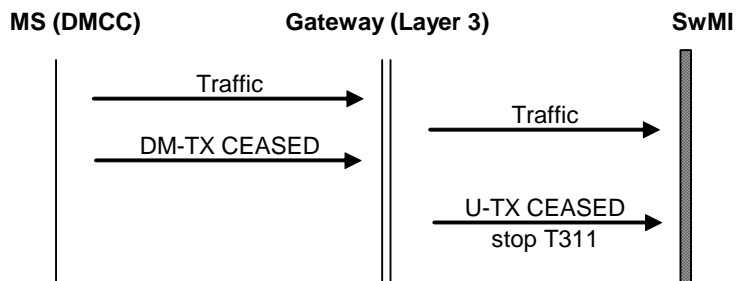 MS (DMCC) Gateway (Layer 3) SwMI
Traffic
Traffic
DM-TX CEASED
U-TX CEASED
stop T311